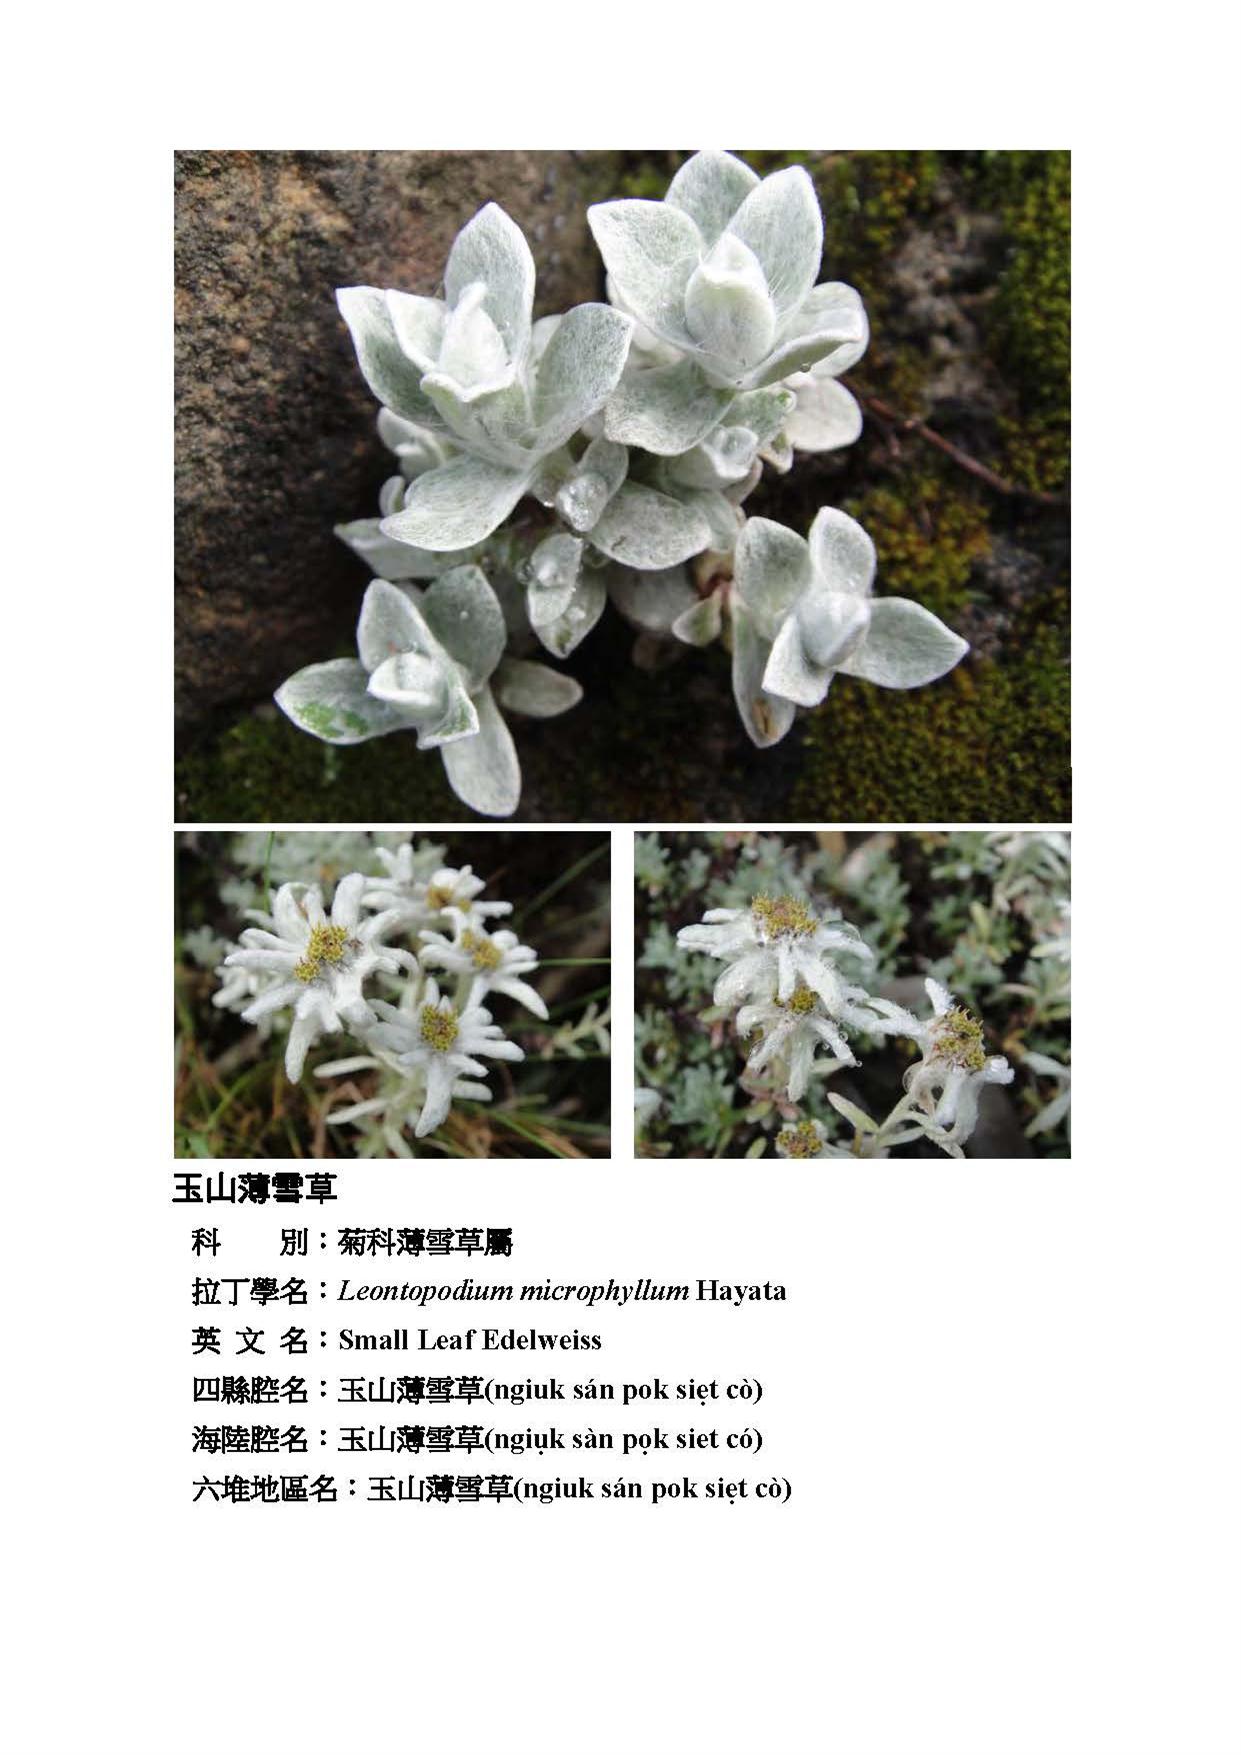 玉山薄雪草
科　　別：菊科薄雪草屬
拉丁學名：Leontopodium microphyllum Hayata
英 文 名：Small Leaf Edelweiss
四縣腔名：玉山薄雪草(ngiuk sán pok siẹt cò)
海陸腔名：玉山薄雪草(ngiụk sàn pọk siet có)
六堆地區名：玉山薄雪草(ngiuk sán pok siẹt cò)